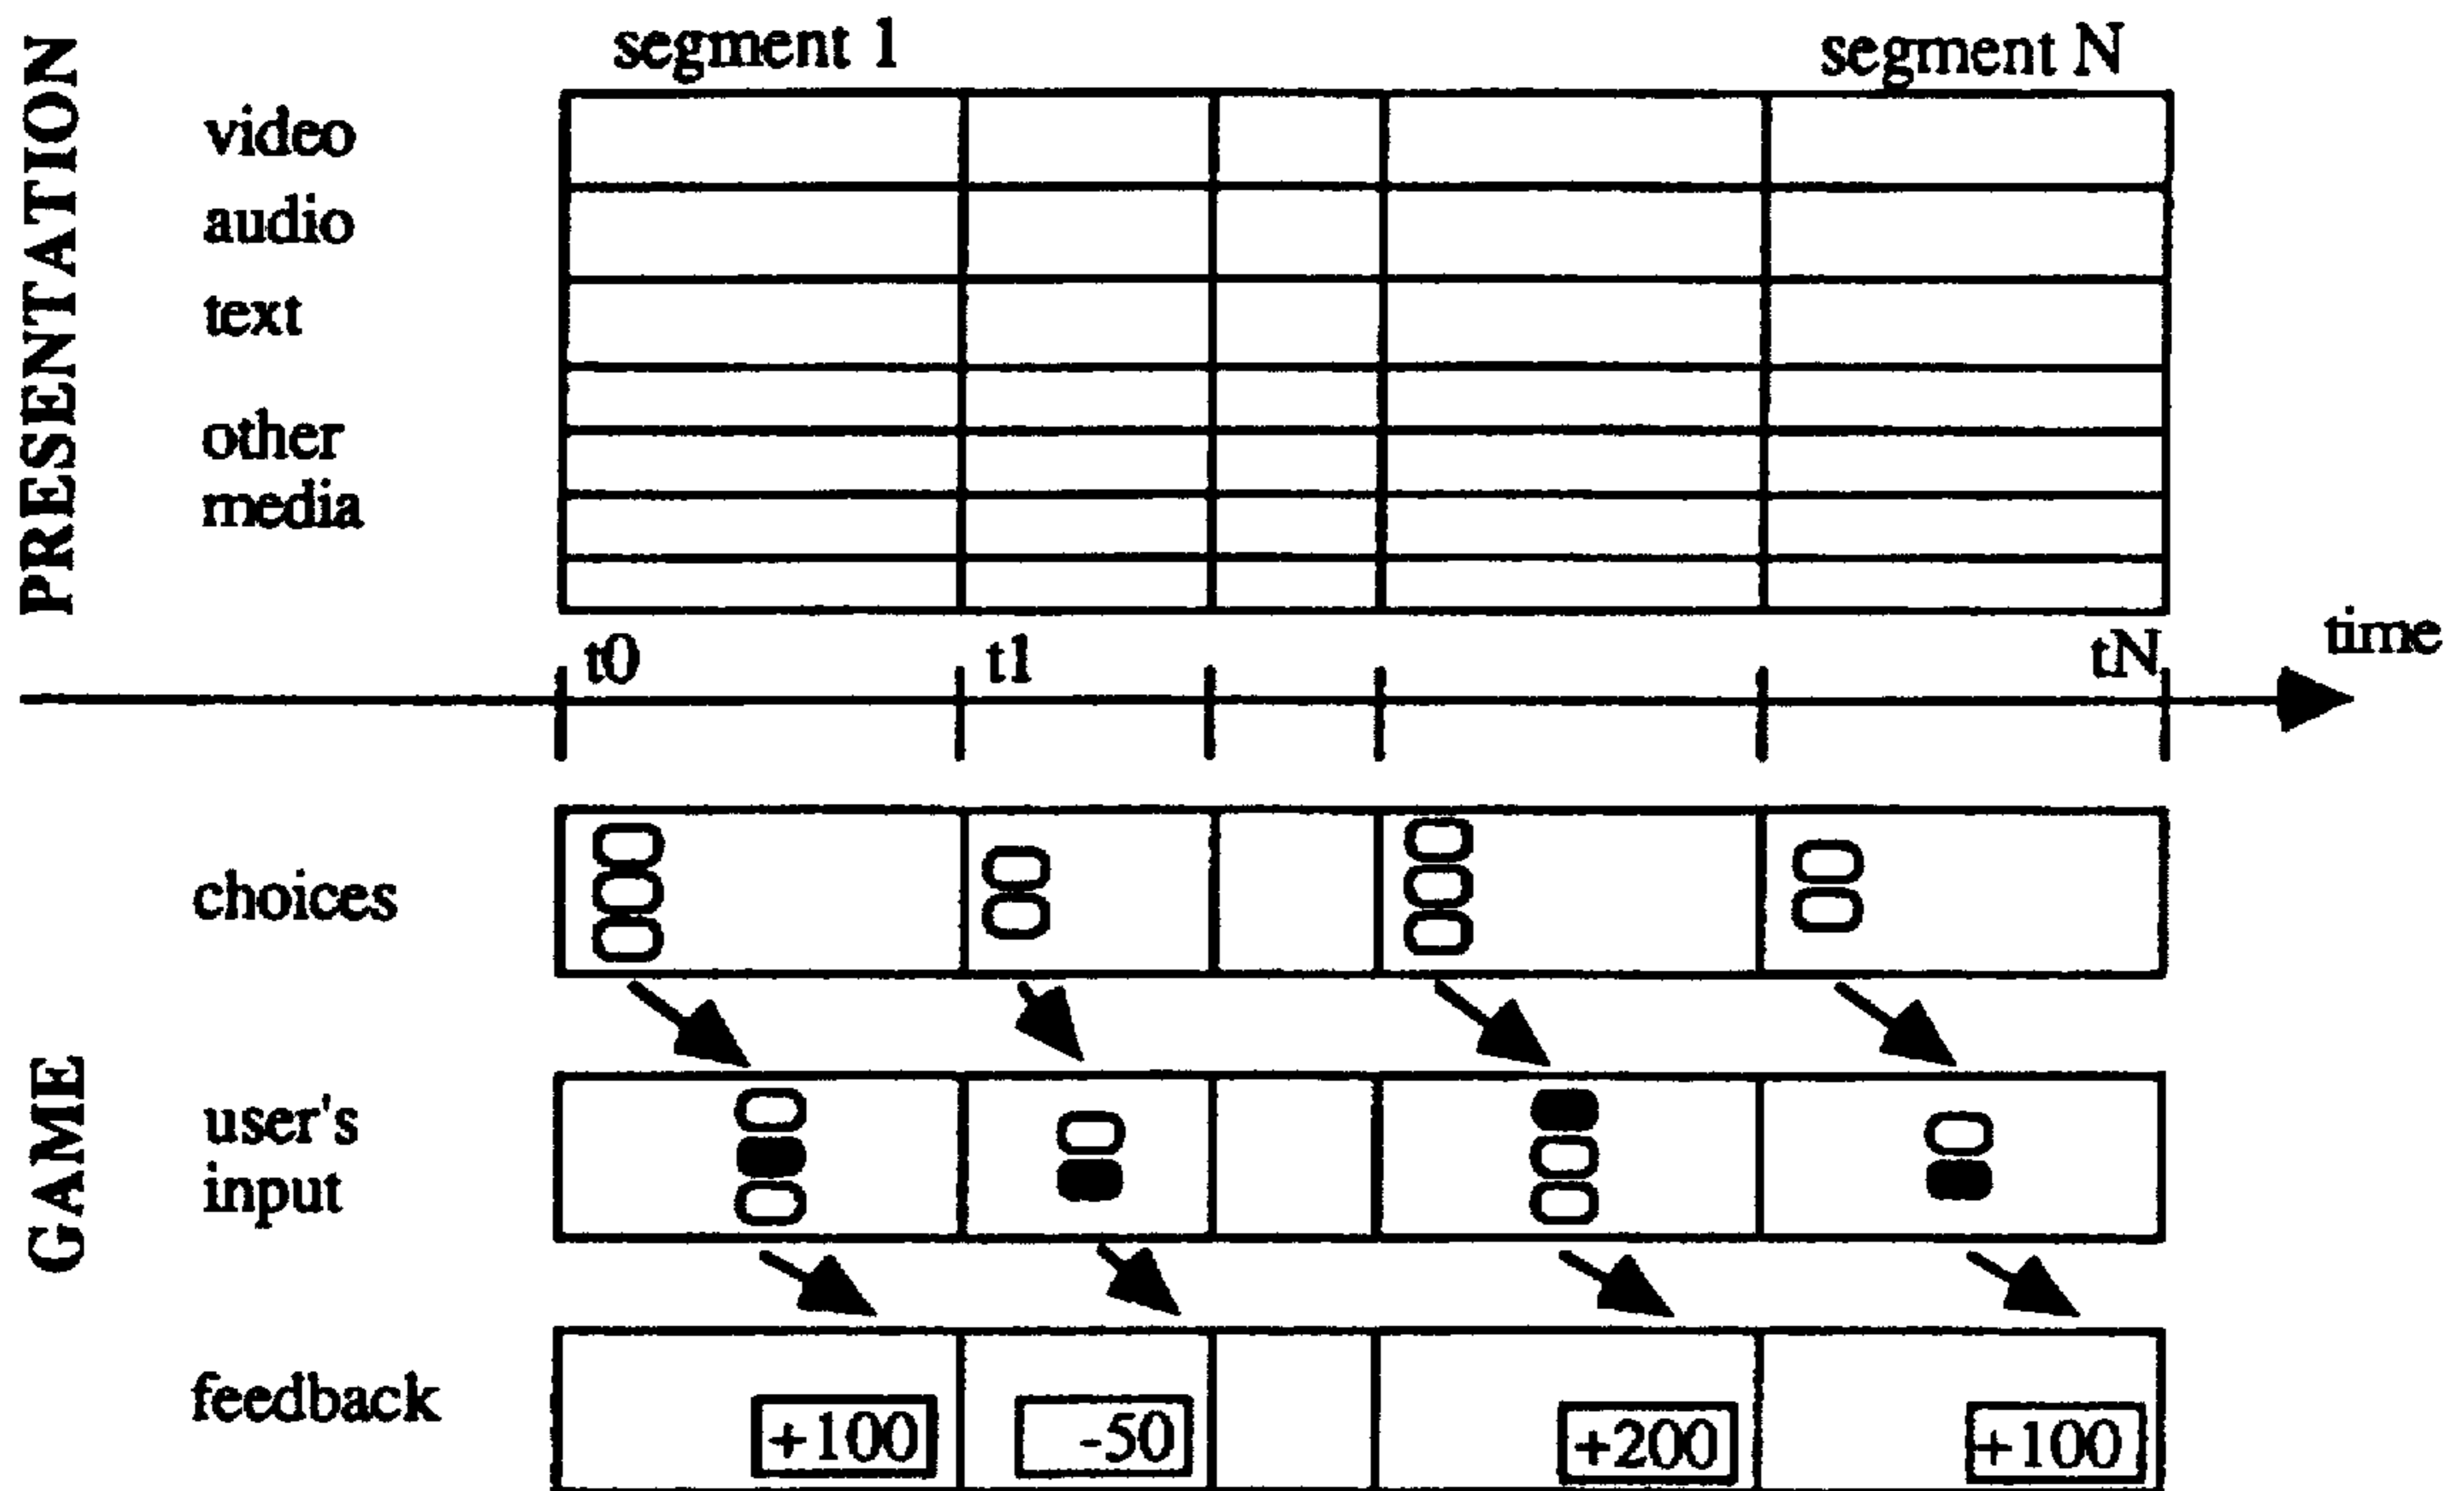 segment 1
segment N
PRESENTATION
video
audio
text
other
media
t0
t1
tN
time
GAME
choices
user's
input
feedback
+100
-50
+200
+100